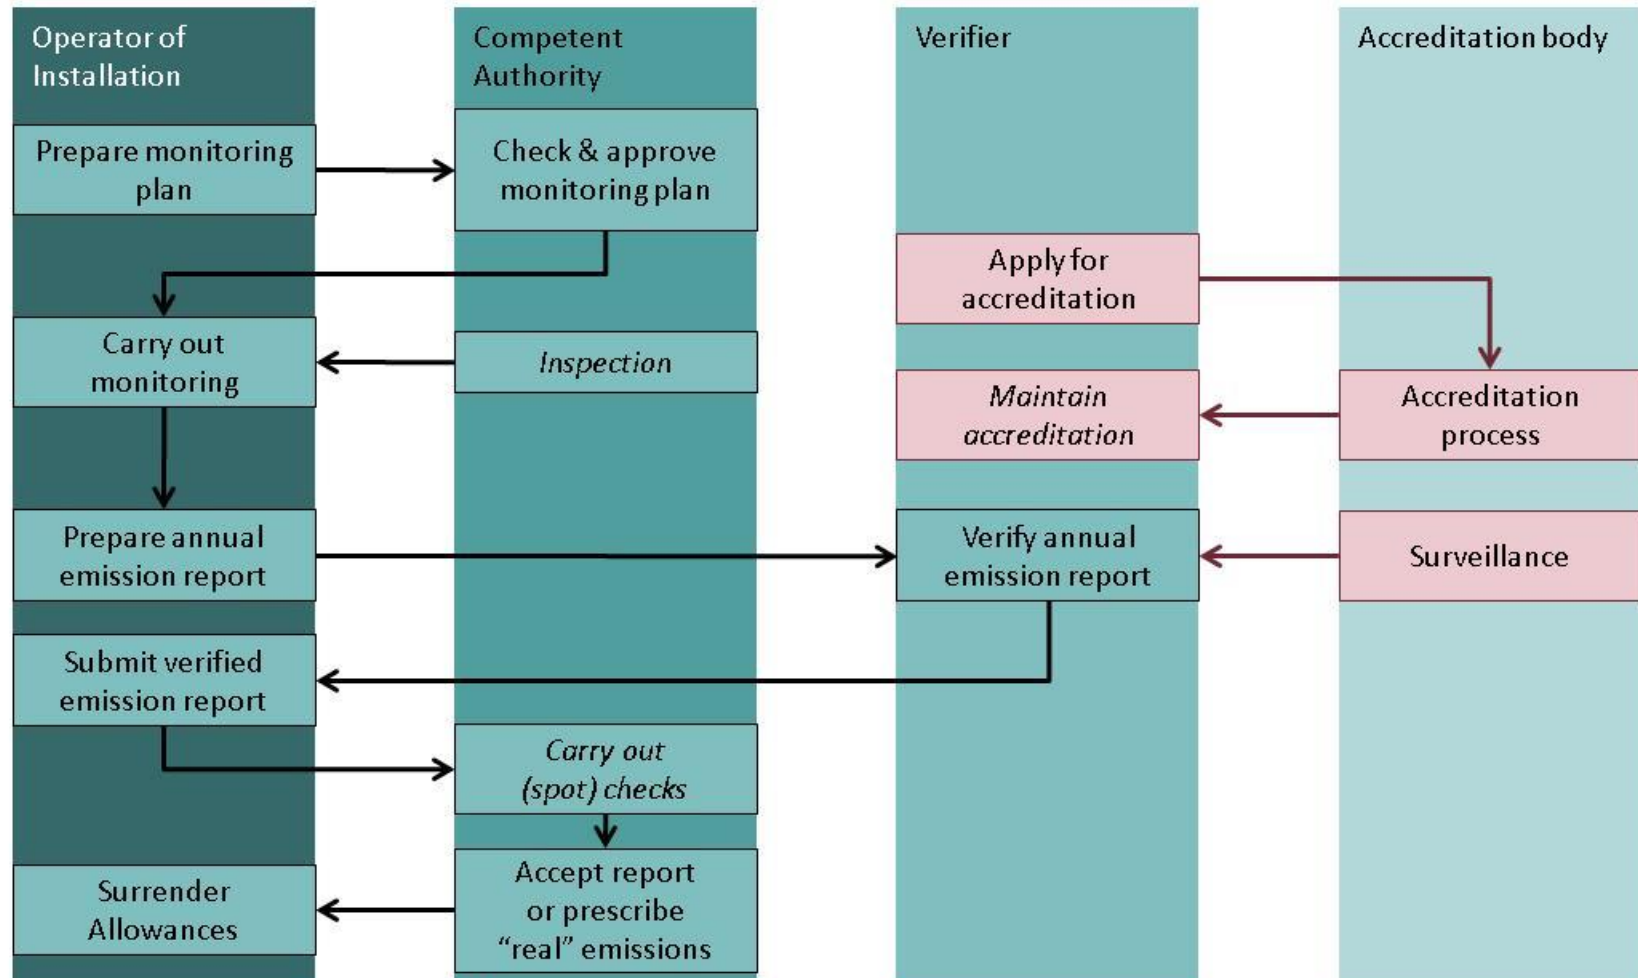 Operator of
Installation
Competent
Authority
Verifier
Accreditation body
Prepare monitoring
plan
Check & approve
monitoring plan
Apply for
accreditation
Carry out
monitoring
Inspection
Maintain
accreditation
Accreditation
process
Prepare annual
emission report
Verify annual
emission report
Surveillance
Submit verified
emission report
Carry out
(spot) checks
Surrender
Allowances
Accept report
or prescribe
“real” emissions